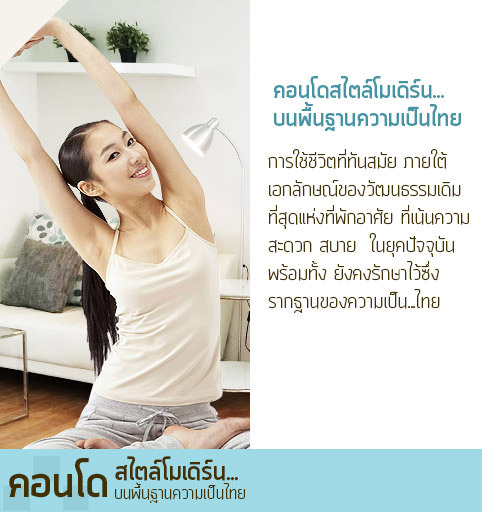 คอนโดสไตล์โมเดิร์น...
บนพื้นฐานความเป็นไทย
การใช้ชีวิตที่ทันสมัย ภายใต้
เอกลักษณ์ของวัฒนธรรมเดิม
ที่สุดแห่งที่พักอาศัย ที่เน้นความ
สะดวก สบาย ในยุคปัจจุบัน
พร้อมทั้ง ยังคงรักษาไว้ซึ่ง
รากฐานของความเป็น...ไทย
คอนโด สไตล์โมเดิร์น...
บนพื้นฐานความเป็นไทย